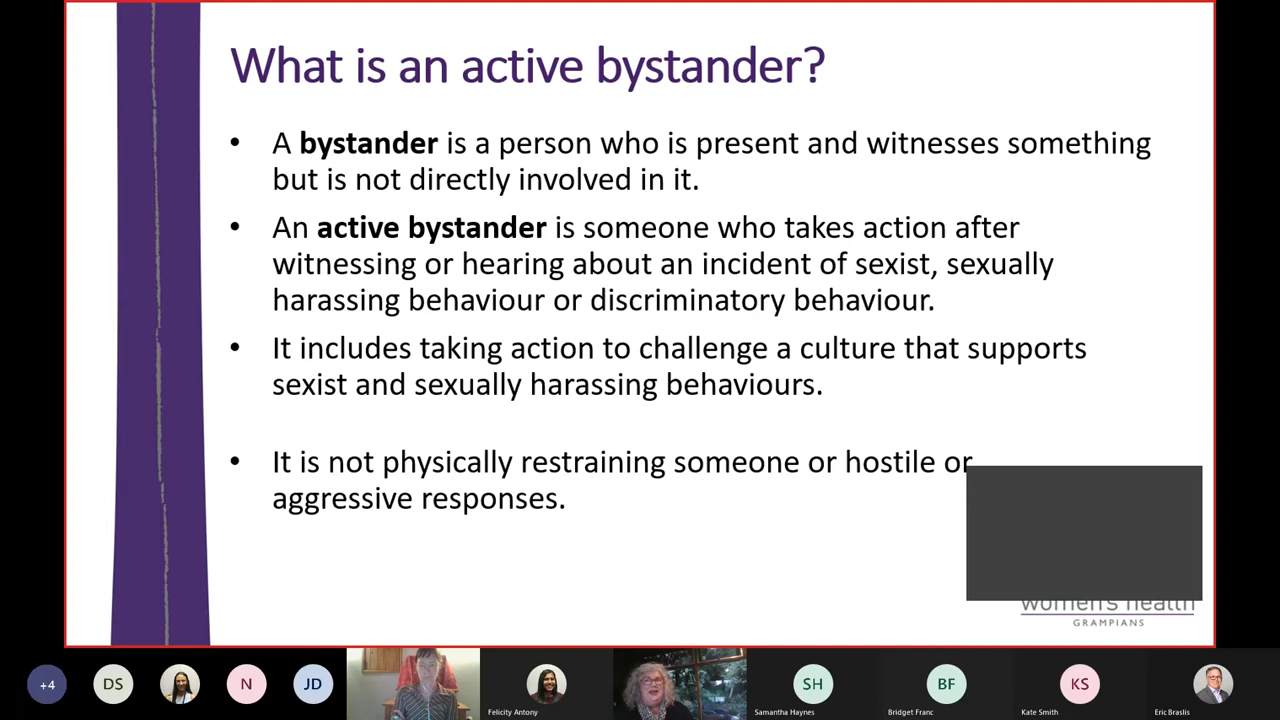 What is an active bystander?
• A bystander is a person who is present and witnesses something
but is not directly involved in it.
• An active bystander is someone who takes action after
witnessing or hearing about an incident of sexist, sexually
harassing behaviour or discriminatory behaviour.
• It includes taking action to challenge a culture that supports
sexist and sexually harassing behaviours.
• It is not physically restraining someone or hostile or
aggressive responses.
women's health
GRAMPIANS
+4
DS
N
JD
Felicity Antony
SH
Samantha Haynes
BF
Bridget Franc
KS
Kate Smith
Eric Braslis